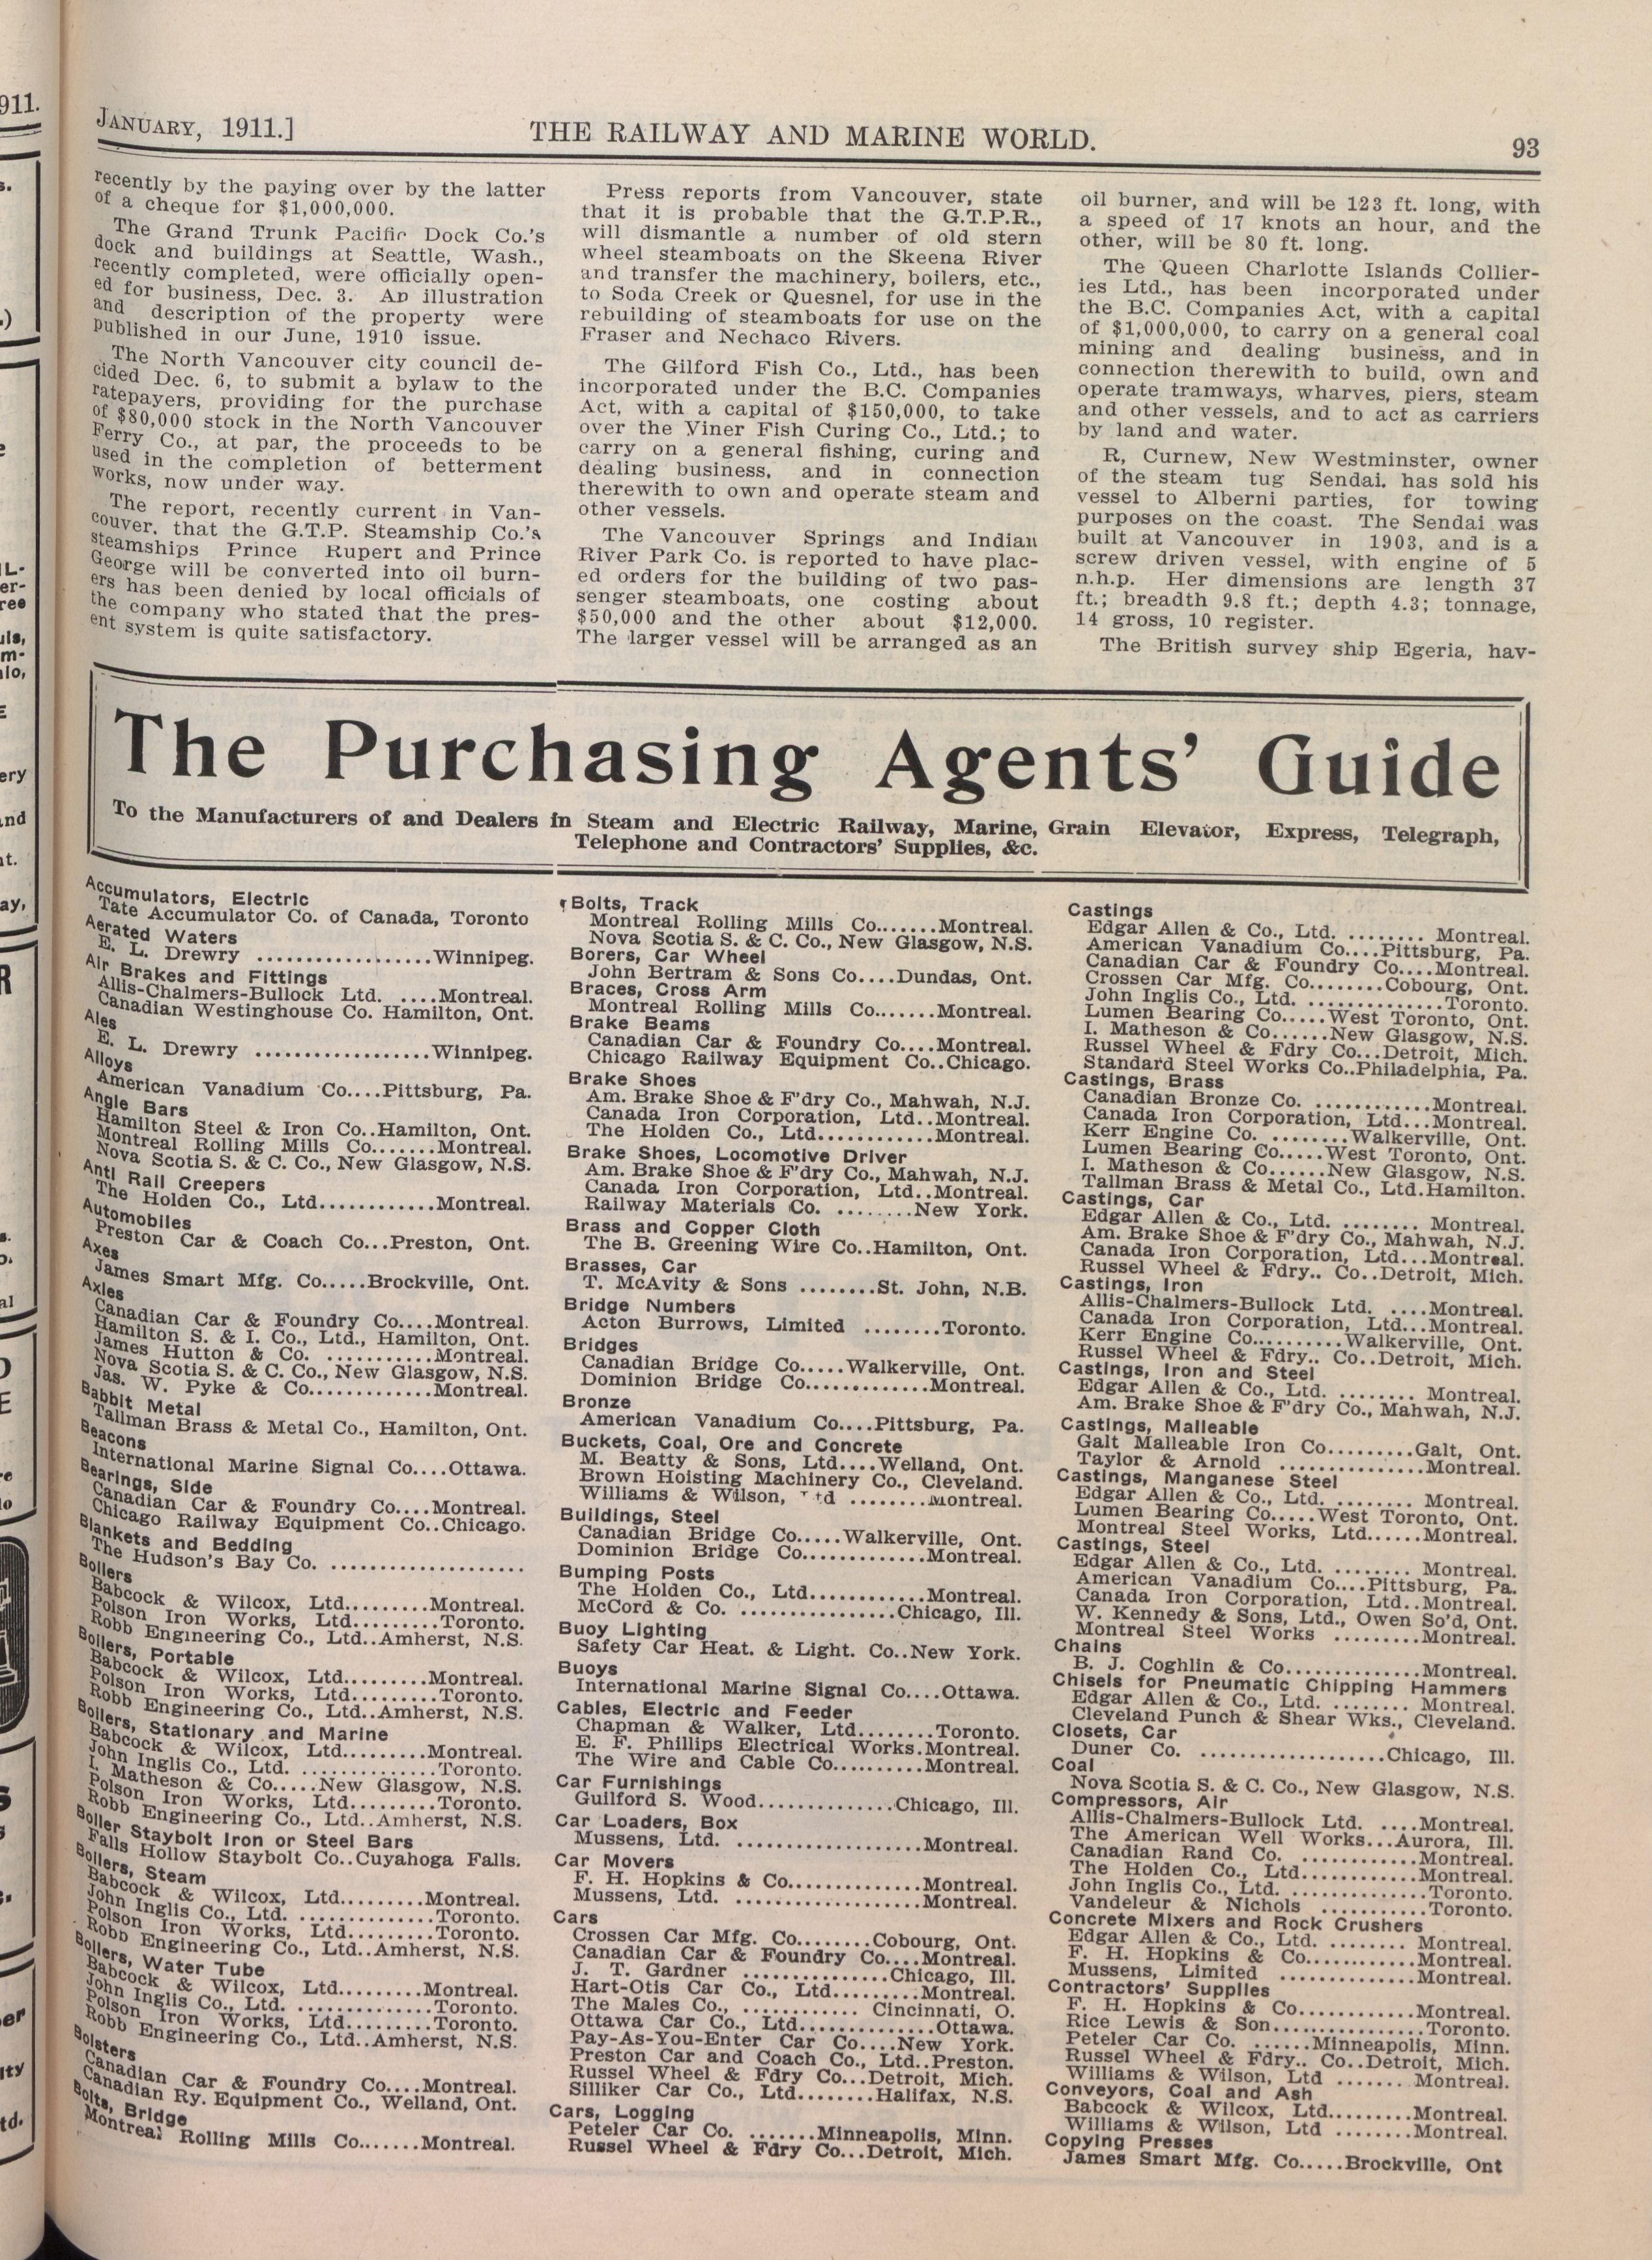 911.
JANUARY, 1911.]
THE RAILWAY AND MARINE WORLD.
93
recently by the paying over by the latter
of a cheque for $1,000,000.
The Grand Trunk Pacific Dock Co.'s
dock and buildings at Seattle, Wash.,
recently completed, were officially open-
ed for business, Dec. 3. An illustration
and description of the property were
published in our June, 1910 issue.
The North Vancouver city council de-
cided Dec. 6, to submit a bylaw to the
ratepayers, providing for the purchase
of $80,000 stock in the North Vancouver
Ferry Co., at par, the proceeds to be
used in the completion of betterment
works, now under way.
The report, recently current in Van-
couver, that the G.T.P. Steamship Co.'s
steamships Prince Rupert and Prince
George will be converted into oil burn-
ers has been denied by local officials of
the company who stated that the pres-
ent system is quite satisfactory.
Press reports from Vancouver, state
that it is probable that the G.T.P.R.,
will dismantle a number of old stern
wheel steamboats on the Skeena River
and transfer the machinery, boilers, etc.,
to Soda Creek or Quesnel, for use in the
rebuilding of steamboats for use on the
Fraser and Nechaco Rivers.
The Gilford Fish Co., Ltd., has been
incorporated under the B.C. Companies
Act, with a capital of $150,000, to take
over the Viner Fish Curing Co., Ltd.; to
carry on a general fishing, curing and
dealing business, and in connection
therewith to own and operate steam and
other vessels.
The Vancouver Springs and Indian
River Park Co. is reported to have plac-
ed orders for the building of two pas-
senger steamboats, one costing about
$50,000 and the other about $12,000.
The larger vessel will be arranged as an
oil burner, and will be 123 ft. long, with
a speed of 17 knots an hour, and the
other, will be 80 ft. long.
The Queen Charlotte Islands Collier-
ies Ltd., has been incorporated under
the B.C. Companies Act, with a capital
of $1,000,000, to carry on a general coal
mining and dealing business, and in
connection therewith to build, own and
operate tramways, wharves, piers, steam
and other vessels, and to act as carriers
by land and water.
R, Curnew, New Westminster, owner
of the steam tug Sendai. has sold his
vessel to Alberni parties, for towing
purposes on the coast. The Sendai was
built at Vancouver in 1903, and is a
screw driven vessel, with engine of 5
n.h.p. Her dimensions are length 37
ft.; breadth 9.8 ft.; depth 4.3; tonnage,
14 gross, 10 register.
The British survey ship Egeria, hav-
The Purchasing Agents' Guide
To the Manufacturers of and Dealers in Steam and Electric Railway, Marine, Grain Elevator, Express, Telegraph,
Telephone and Contractors' Supplies, &c.
Accumulators, Electric
Tate Accumulator Co. of Canada, Toronto
Aerated Waters
E. L. Drewry .................Winnipeg.
Air Brakes and Fittings
Allis-Chalmers-Bullock Ltd. ....Montreal.
Canadian Westinghouse Co. Hamilton, Ont.
Ales
E. L. Drewry .................Winnipeg.
Alloys
American Vanadium Co....Pittsburg, Pa.
Angle Bars
Hamilton Steel & Iron Co..Hamilton, Ont.
Montreal Rolling Mills Co.......Montreal.
Nova Scotia S. & C. Co., New Glasgow, N.S.
Anti Rail Creepers
The Holden Co., Ltd............Montreal.
Automobiles
Preston Car & Coach Co...Preston, Ont.
Axes
James Smart Mfg. Co.....Brockville, Ont.
Axles
Canadian Car & Foundry Co....Montreal.
Hamilton S. & I. Co., Ltd., Hamilton, Ont.
James Hutton & Co. ...........Montreal.
Nova Scotia S. & C. Co., New Glasgow, N.S.
Jas. W. Pyke & Co............Montreal.
Babbit Metal
Tallman Brass & Metal Co., Hamilton, Ont.
Beacons
International Marine Signal Co....Ottawa.
Bearings, Side
Canadian Car & Foundry Co....Montreal.
Chicago Railway Equipment Co..Chicago.
Blankets and Bedding
The Hudson's Bay Co. ....................
Boilers
Babcock & Wilcox, Ltd.........Montreal.
Polson Iron Works, Ltd.........Toronto.
Robb Engineering Co., Ltd..Amherst, N.S.
Boilers, Portable
Babcock & Wilcox, Ltd.........Montreal.
Polson Iron Works, Ltd.........Toronto.
Robb Engineering Co., Ltd..Amherst, N.S.
Boilers, Stationary and Marine
Babcock & Wilcox, Ltd.........Montreal.
John Inglis Co., Ltd. ..............Toronto.
I. Matheson & Co.....New Glasgow, N.S.
Polson Iron Works, Ltd.........Toronto.
Robb Engineering Co., Ltd..Amherst, N.S.
Boiler Staybolt Iron or Steel Bars
Falls Hollow Staybolt Co..Cuyahoga Falls.
Boilers, Steam
Babcock & Wilcox, Ltd.........Montreal.
John Inglis Co., Ltd. ..............Toronto.
Polson Iron Works, Ltd.........Toronto.
Robb Engineering Co., Ltd..Amherst, N.S.
Boilers, Water Tube
Babcock & Wilcox, Ltd.........Montreal.
John Inglis Co., Ltd. ..............Toronto.
Polson Iron Works, Ltd.........Toronto.
Robb Engineering Co., Ltd..Amherst, N.S.
Bolsters
Canadian Car & Foundry Co....Montreal.
Canadian Ry. Equipment Co., Welland, Ont.
Bolts, Bridge
Montreal Rolling Mills Co.......Montreal.
Bolts, Track
Montreal Rolling Mills Co.......Montreal.
Nova Scotia S. & C. Co., New Glasgow, N.S.
Borers, Car Wheel
John Bertram & Sons Co....Dundas, Ont.
Braces, Cross Arm
Montreal Rolling Mills Co.......Montreal.
Brake Beams
Canadian Car & Foundry Co....Montreal.
Chicago Railway Equipment Co..Chicago.
Brake Shoes
Am. Brake Shoe & F'dry Co., Mahwah, N.J.
Canada Iron Corporation, Ltd..Montreal.
The Holden Co., Ltd............Montreal.
Brake Shoes, Locomotive Driver
Am. Brake Shoe & F'dry Co., Mahwah, N.J.
Canada Iron Corporation, Ltd..Montreal.
Railway Materials Co. ........New York.
Brass and Copper Cloth
The B. Greening Wire Co..Hamilton, Ont.
Brasses, Car
T. McAvity & Sons ........St. John, N.B.
Bridge Numbers
Acton Burrows, Limited ........Toronto.
Bridges
Canadian Bridge Co.....Walkerville, Ont.
Dominion Bridge Co.............Montreal.
Bronze
American Vanadium Co....Pittsburg, Pa.
Buckets, Coal, Ore and Concrete
M. Beatty & Sons, Ltd....Welland, Ont.
Brown Hoisting Machinery Co., Cleveland.
Williams & Wilson, Ltd ........Montreal.
Buildings, Steel
Canadian Bridge Co.....Walkerville, Ont.
Dominion Bridge Co.............Montreal.
Bumping Posts
The Holden Co., Ltd............Montreal.
McCord & Co. ................Chicago, Ill.
Buoy Lighting
Safety Car Heat. & Light. Co..New York.
Buoys
International Marine Signal Co....Ottawa.
Cables, Electric and Feeder
Chapman & Walker, Ltd........Toronto.
E. F. Phillips Electrical Works.Montreal.
The Wire and Cable Co..........Montreal.
Car Furnishings
Guilford S. Wood..............Chicago, Ill.
Car Loaders, Box
Mussens, Ltd. ...................Montreal.
Car Movers
F. H. Hopkins & Co.............Montreal.
Mussens, Ltd. ...................Montreal.
Cars
Crossen Car Mfg. Co........Cobourg, Ont.
Canadian Car & Foundry Co....Montreal.
J. T. Gardner ...............Chicago, Ill.
Hart-Otis Car Co., Ltd.........Montreal.
The Males Co., ............ Cincinnati, O.
Ottawa Car Co., Ltd..............Ottawa.
Pay-As-You-Enter Car Co....New York.
Preston Car and Coach Co., Ltd..Preston.
Russel Wheel & Fdry Co...Detroit, Mich.
Silliker Car Co., Ltd........Halifax, N.S.
Cars, Logging
Peteler Car Co. .......Minneapolis, Minn.
Russel Wheel & Fdry Co...Detroit, Mich.
Castings
Edgar Allen & Co., Ltd. ........ Montreal.
American Vanadium Co....Pittsburg, Pa.
Canadian Car & Foundry Co....Montreal.
Crossen Car Mfg. Co........Cobourg, Ont.
John Inglis Co., Ltd. ..............Toronto.
Lumen Bearing Co.....West Toronto, Ont.
I. Matheson & Co......New Glasgow, N.S.
Russel Wheel & Fdry Co...Detroit, Mich.
Standard Steel Works Co..Philadelphia, Pa.
Castings, Brass
Canadian Bronze Co. ............Montreal.
Canada Iron Corporation, Ltd...Montreal.
Kerr Engine Co. ........Walkerville, Ont.
Lumen Bearing Co.....West Toronto, Ont.
I. Matheson & Co......New Glasgow, N.S.
Tallman Brass & Metal Co., Ltd.Hamilton.
Castings, Car
Edgar Allen & Co., Ltd. ........ Montreal.
Am. Brake Shoe & F'dry Co., Mahwah, N.J.
Canada Iron Corporation, Ltd...Montreal.
Russel Wheel & Fdry.. Co..Detroit, Mich.
Castings, Iron
Allis-Chalmers-Bullock Ltd. ....Montreal.
Canada Iron Corporation, Ltd...Montreal.
Kerr Engine Co..........Walkerville, Ont.
Russel Wheel & Fdry.. Co..Detroit, Mich.
Castings, Iron and Steel
Edgar Allen & Co., Ltd. ........ Montreal.
Am. Brake Shoe & F'dry Co., Mahwah, N.J.
Castings, Malleable
Galt Malleable Iron Co.........Galt, Ont.
Taylor & Arnold ...............Montreal.
Castings, Manganese Steel
Edgar Allen & Co., Ltd. ........ Montreal.
Lumen Bearing Co.....West Toronto, Ont.
Montreal Steel Works, Ltd......Montreal.
Castings, Steel
Edgar Allen & Co., Ltd. ........ Montreal.
American Vanadium Co....Pittsburg, Pa.
Canada Iron Corporation, Ltd..Montreal.
W. Kennedy & Sons, Ltd., Owen So'd, Ont.
Montreal Steel Works .........Montreal.
Chains
B. J. Coghlin & Co..............Montreal.
Chisels for Pneumatic Chipping Hammers
Edgar Allen & Co., Ltd. ........ Montreal.
Cleveland Punch & Shear Wks., Cleveland.
Closets, Car
Duner Co. ...................Chicago, Ill.
Coal
Nova Scotia S. & C. Co., New Glasgow, N.S.
Compressors, Air
Allis-Chalmers-Bullock Ltd. ....Montreal.
The American Well Works...Aurora, Ill.
Canadian Rand Co. ............Montreal.
The Holden Co., Ltd............Montreal.
John Inglis Co., Ltd. ..............Toronto.
Vandeleur & Nichols ...........Toronto.
Concrete Mixers and Rock Crushers
Edgar Allen & Co., Ltd. ........ Montreal.
F. H. Hopkins & Co............Montreal.
Mussens, Limited ..............Montreal.
Contractors' Supplies
F. H. Hopkins & Co............Montreal.
Rice Lewis & Son................Toronto.
Peteler Car Co. ......Minneapolis, Minn.
Russel Wheel & Fdry.. Co..Detroit, Mich.
Williams & Wilson, Ltd ....... Montreal.
Conveyors, Coal and Ash
Babcock & Wilcox, Ltd.........Montreal.
Williams & Wilson, Ltd ........Montreal.
Copying Presses
James Smart Mfg. Co.....Brockville, Ont